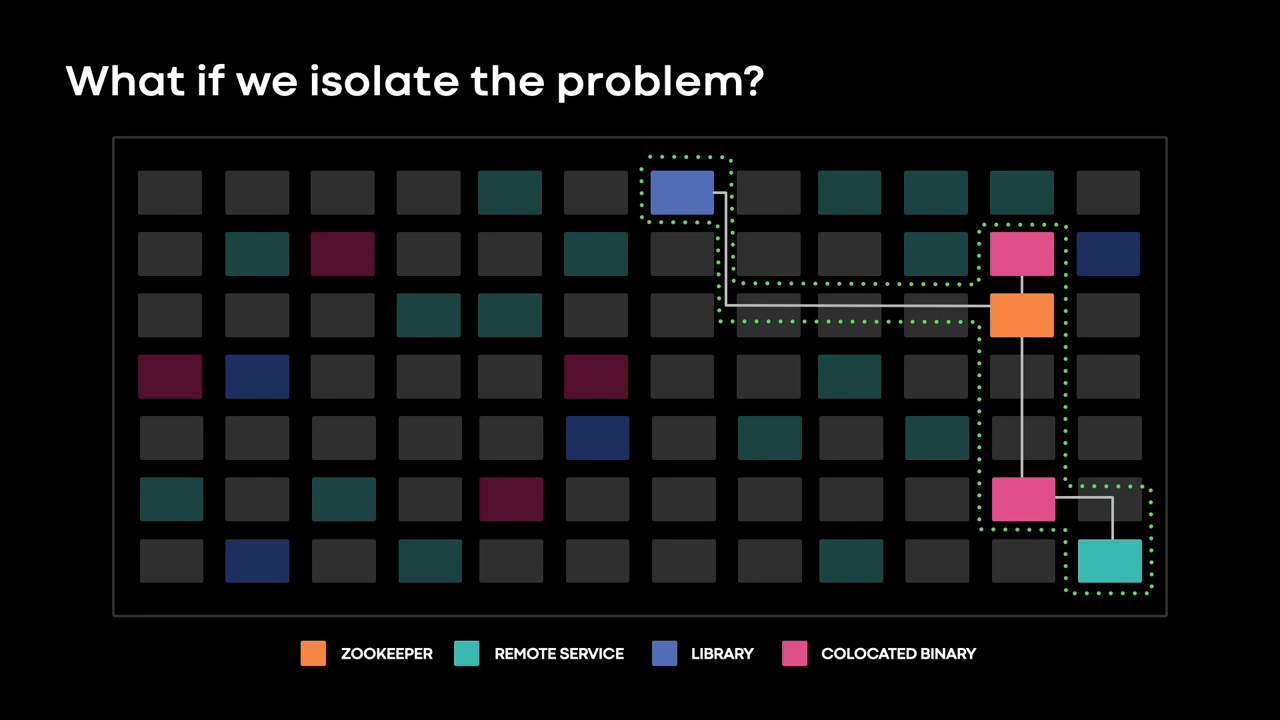 What if we isolate the problem?
ZOOKEEPER REMOTE SERVICE LIBRARY COLOCATED BINARY